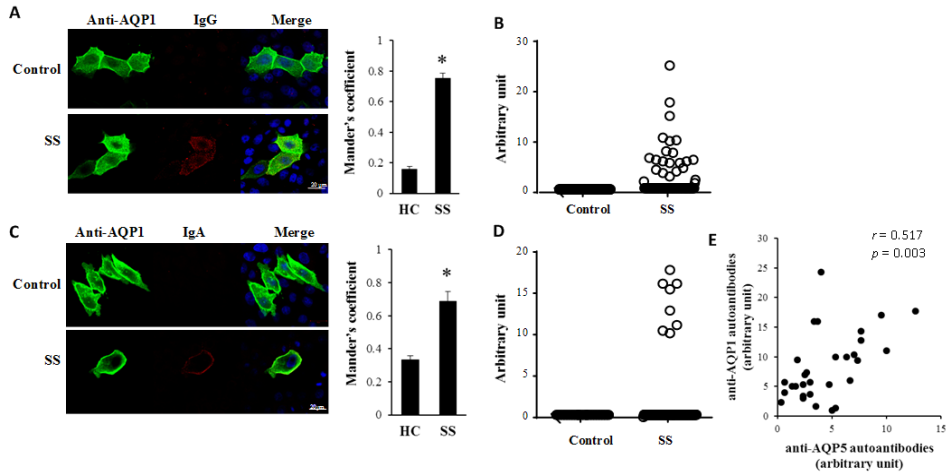 A
Anti-AQP1 IgG Merge
Control
SS
20 μm
Mander's coefficient
1
0.8
0.6
0.4
0.2
0
*
HC SS
B
Arbitrary unit
30
20
10
0
Control SS
C
Anti-AQP1 IgA Merge
Control
SS
20 μm
Mander's coefficient
1
0.8
0.6
0.4
0.2
0
*
HC SS
D
Arbitrary unit
20
15
10
5
0
Control SS
E
r = 0.517
p = 0.003
anti-AQP1 autoantibodies
(arbitrary unit)
30
25
20
15
10
5
0
0 5 10 15
anti-AQP5 autoantibodies
(arbitrary unit)